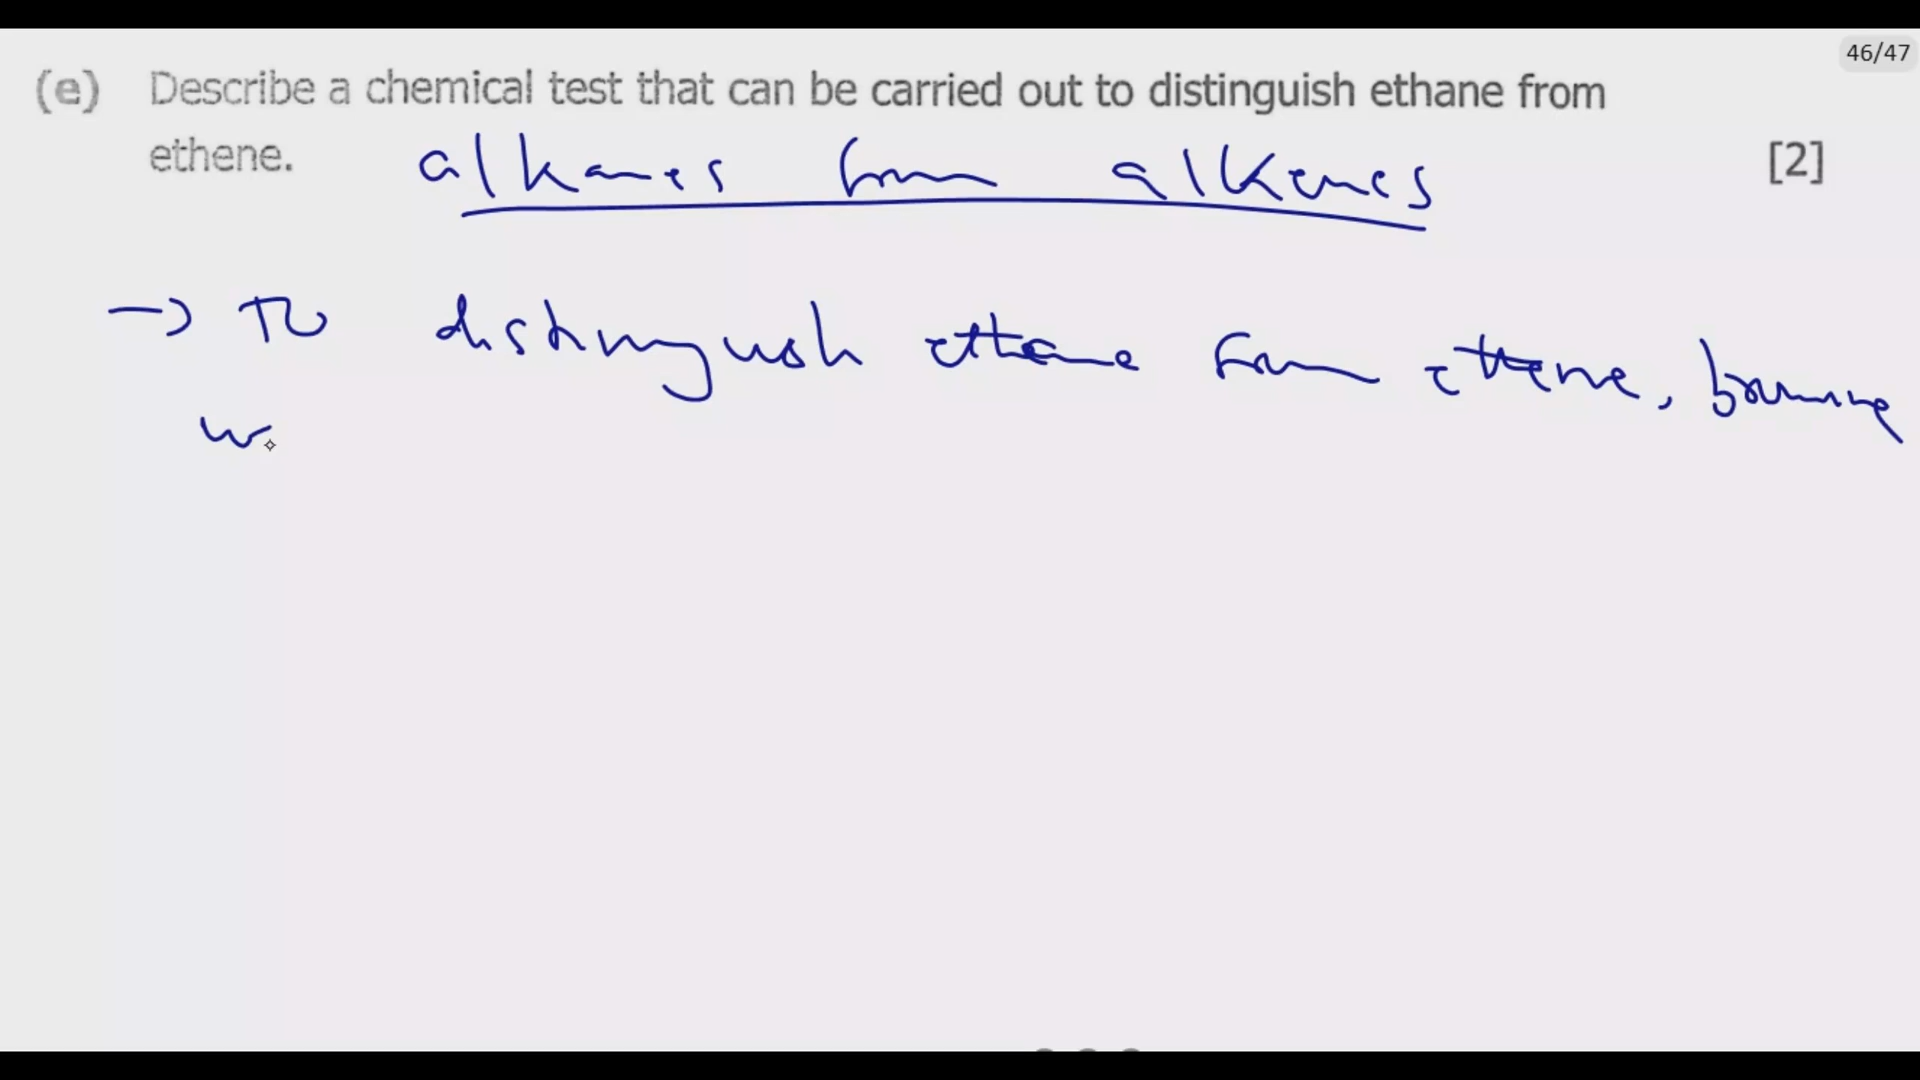 46/47
(e) Describe a chemical test that can be carried out to distinguish ethane from
ethene. [2]
alkanes from alkenes
→ To distinguish ethane from ethene, bromine
w